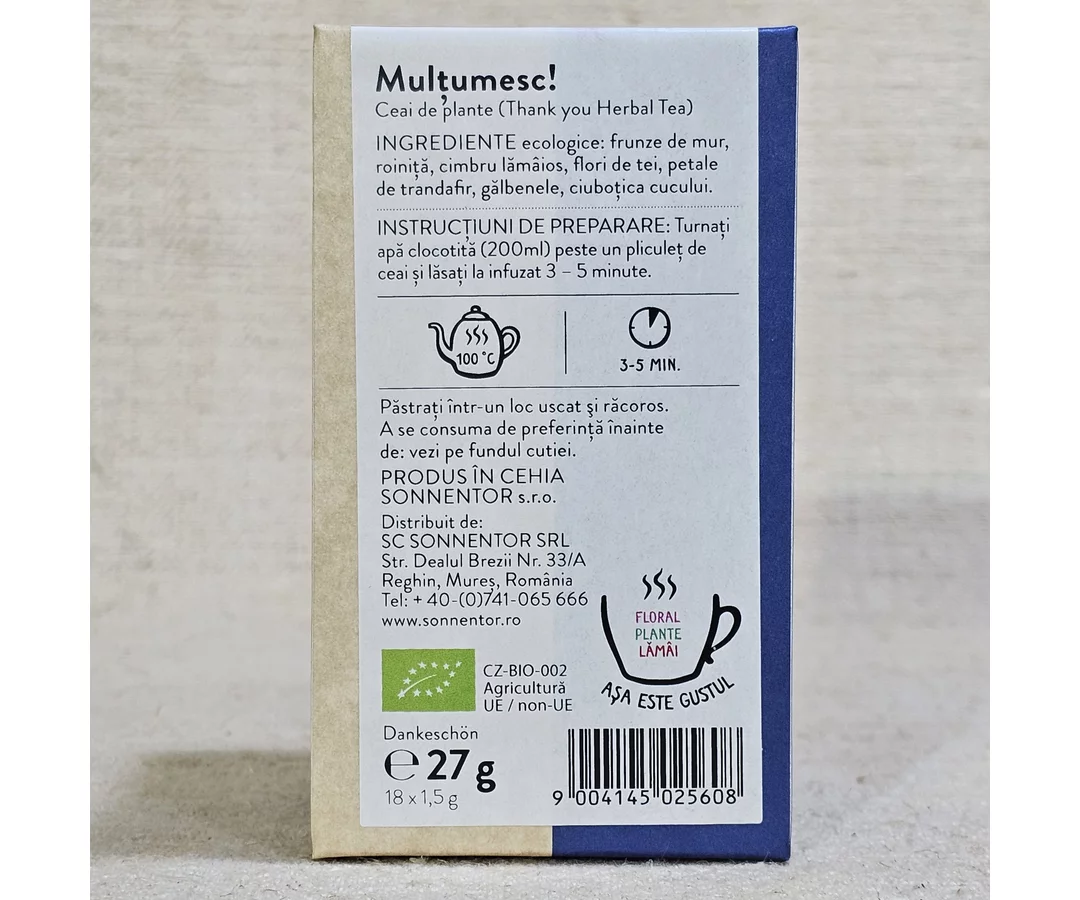 Mulțumesc!
Ceai de plante (Thank you Herbal Tea)
INGREDIENTE ecologice: frunze de mur,
roiniță, cimbru lămâios, flori de tei, petale
de trandafir, gălbenele, ciuboțica cucului.
INSTRUCȚIUNI DE PREPARARE: Turnați
apă clocotită (200ml) peste un pliculeț de
ceai și lăsați la infuzat 3 – 5 minute.
100 °C
3-5 MIN.
Păstrați într-un loc uscat şi răcoros.
A se consuma de preferință înainte
de: vezi pe fundul cutiei.
PRODUS ÎN CEHIA
SONNENTOR s.r.o.
Distribuit de:
SC SONNENTOR SRL
Str. Dealul Brezii Nr. 33/A
Reghin, Mureș, România
Tel: + 40-(0)741-065 666
www.sonnentor.ro
FLORAL
PLANTE
LĂMÂI
AȘA ESTE GUSTUL
CZ-BIO-002
Agricultură
UE / non-UE
Dankeschön
℮ 27 g
18 x 1,5 g
9 004145 025608